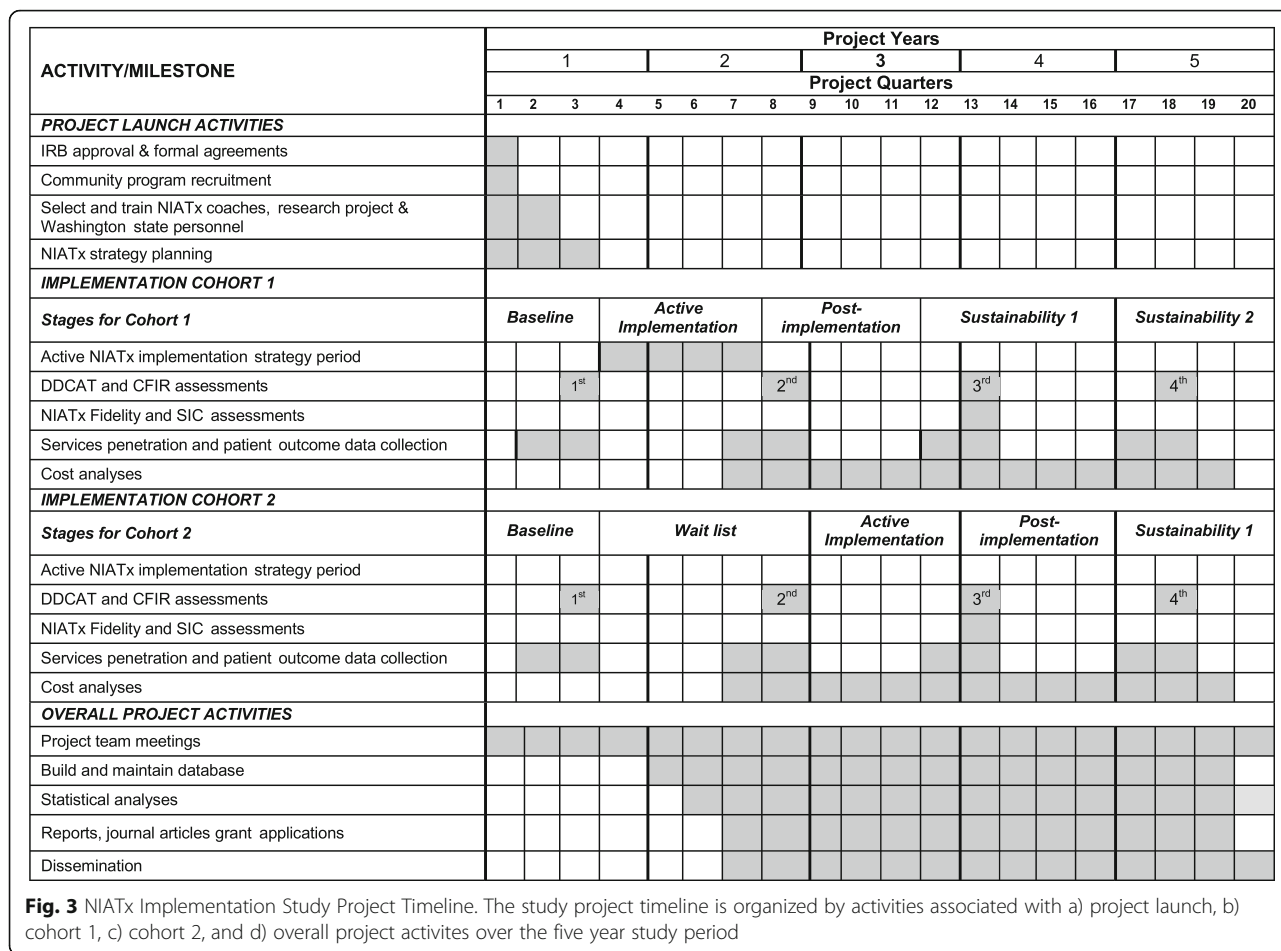 ACTIVITY/MILESTONE
Project Years
1 2 3 4 5
Project Quarters
1 2 3 4 5 6 7 8 9 10 11 12 13 14 15 16 17 18 19 20
PROJECT LAUNCH ACTIVITIES
IRB approval & formal agreements
Community program recruitment
Select and train NIATx coaches, research project &
Washington state personnel
NIATx strategy planning
IMPLEMENTATION COHORT 1
Stages for Cohort 1
Baseline
Active
Implementation
Post-
implementation
Sustainability 1
Sustainability 2
Active NIATx implementation strategy period
DDCAT and CFIR assessments 1st 2nd 3rd 4th
NIATx Fidelity and SIC assessments
Services penetration and patient outcome data collection
Cost analyses
IMPLEMENTATION COHORT 2
Stages for Cohort 2
Baseline
Wait list
Active
Implementation
Post-
implementation
Sustainability 1
Active NIATx implementation strategy period
DDCAT and CFIR assessments 1st 2nd 3rd 4th
NIATx Fidelity and SIC assessments
Services penetration and patient outcome data collection
Cost analyses
OVERALL PROJECT ACTIVITIES
Project team meetings
Build and maintain database
Statistical analyses
Reports, journal articles grant applications
Dissemination
Fig. 3 NIATx Implementation Study Project Timeline. The study project timeline is organized by activities associated with a) project launch, b)
cohort 1, c) cohort 2, and d) overall project activites over the five year study period